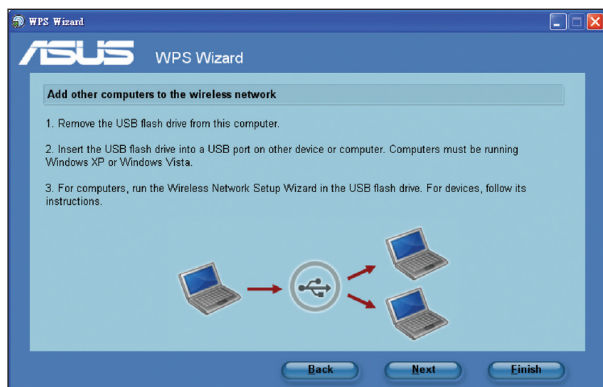 WPS Wizard
ASUS WPS Wizard
Add other computers to the wireless network
1. Remove the USB flash drive from this computer.
2. Insert the USB flash drive into a USB port on other device or computer. Computers must be running
Windows XP or Windows Vista.
3. For computers, run the Wireless Network Setup Wizard in the USB flash drive. For devices, follow its
instructions.
Back Next Finish